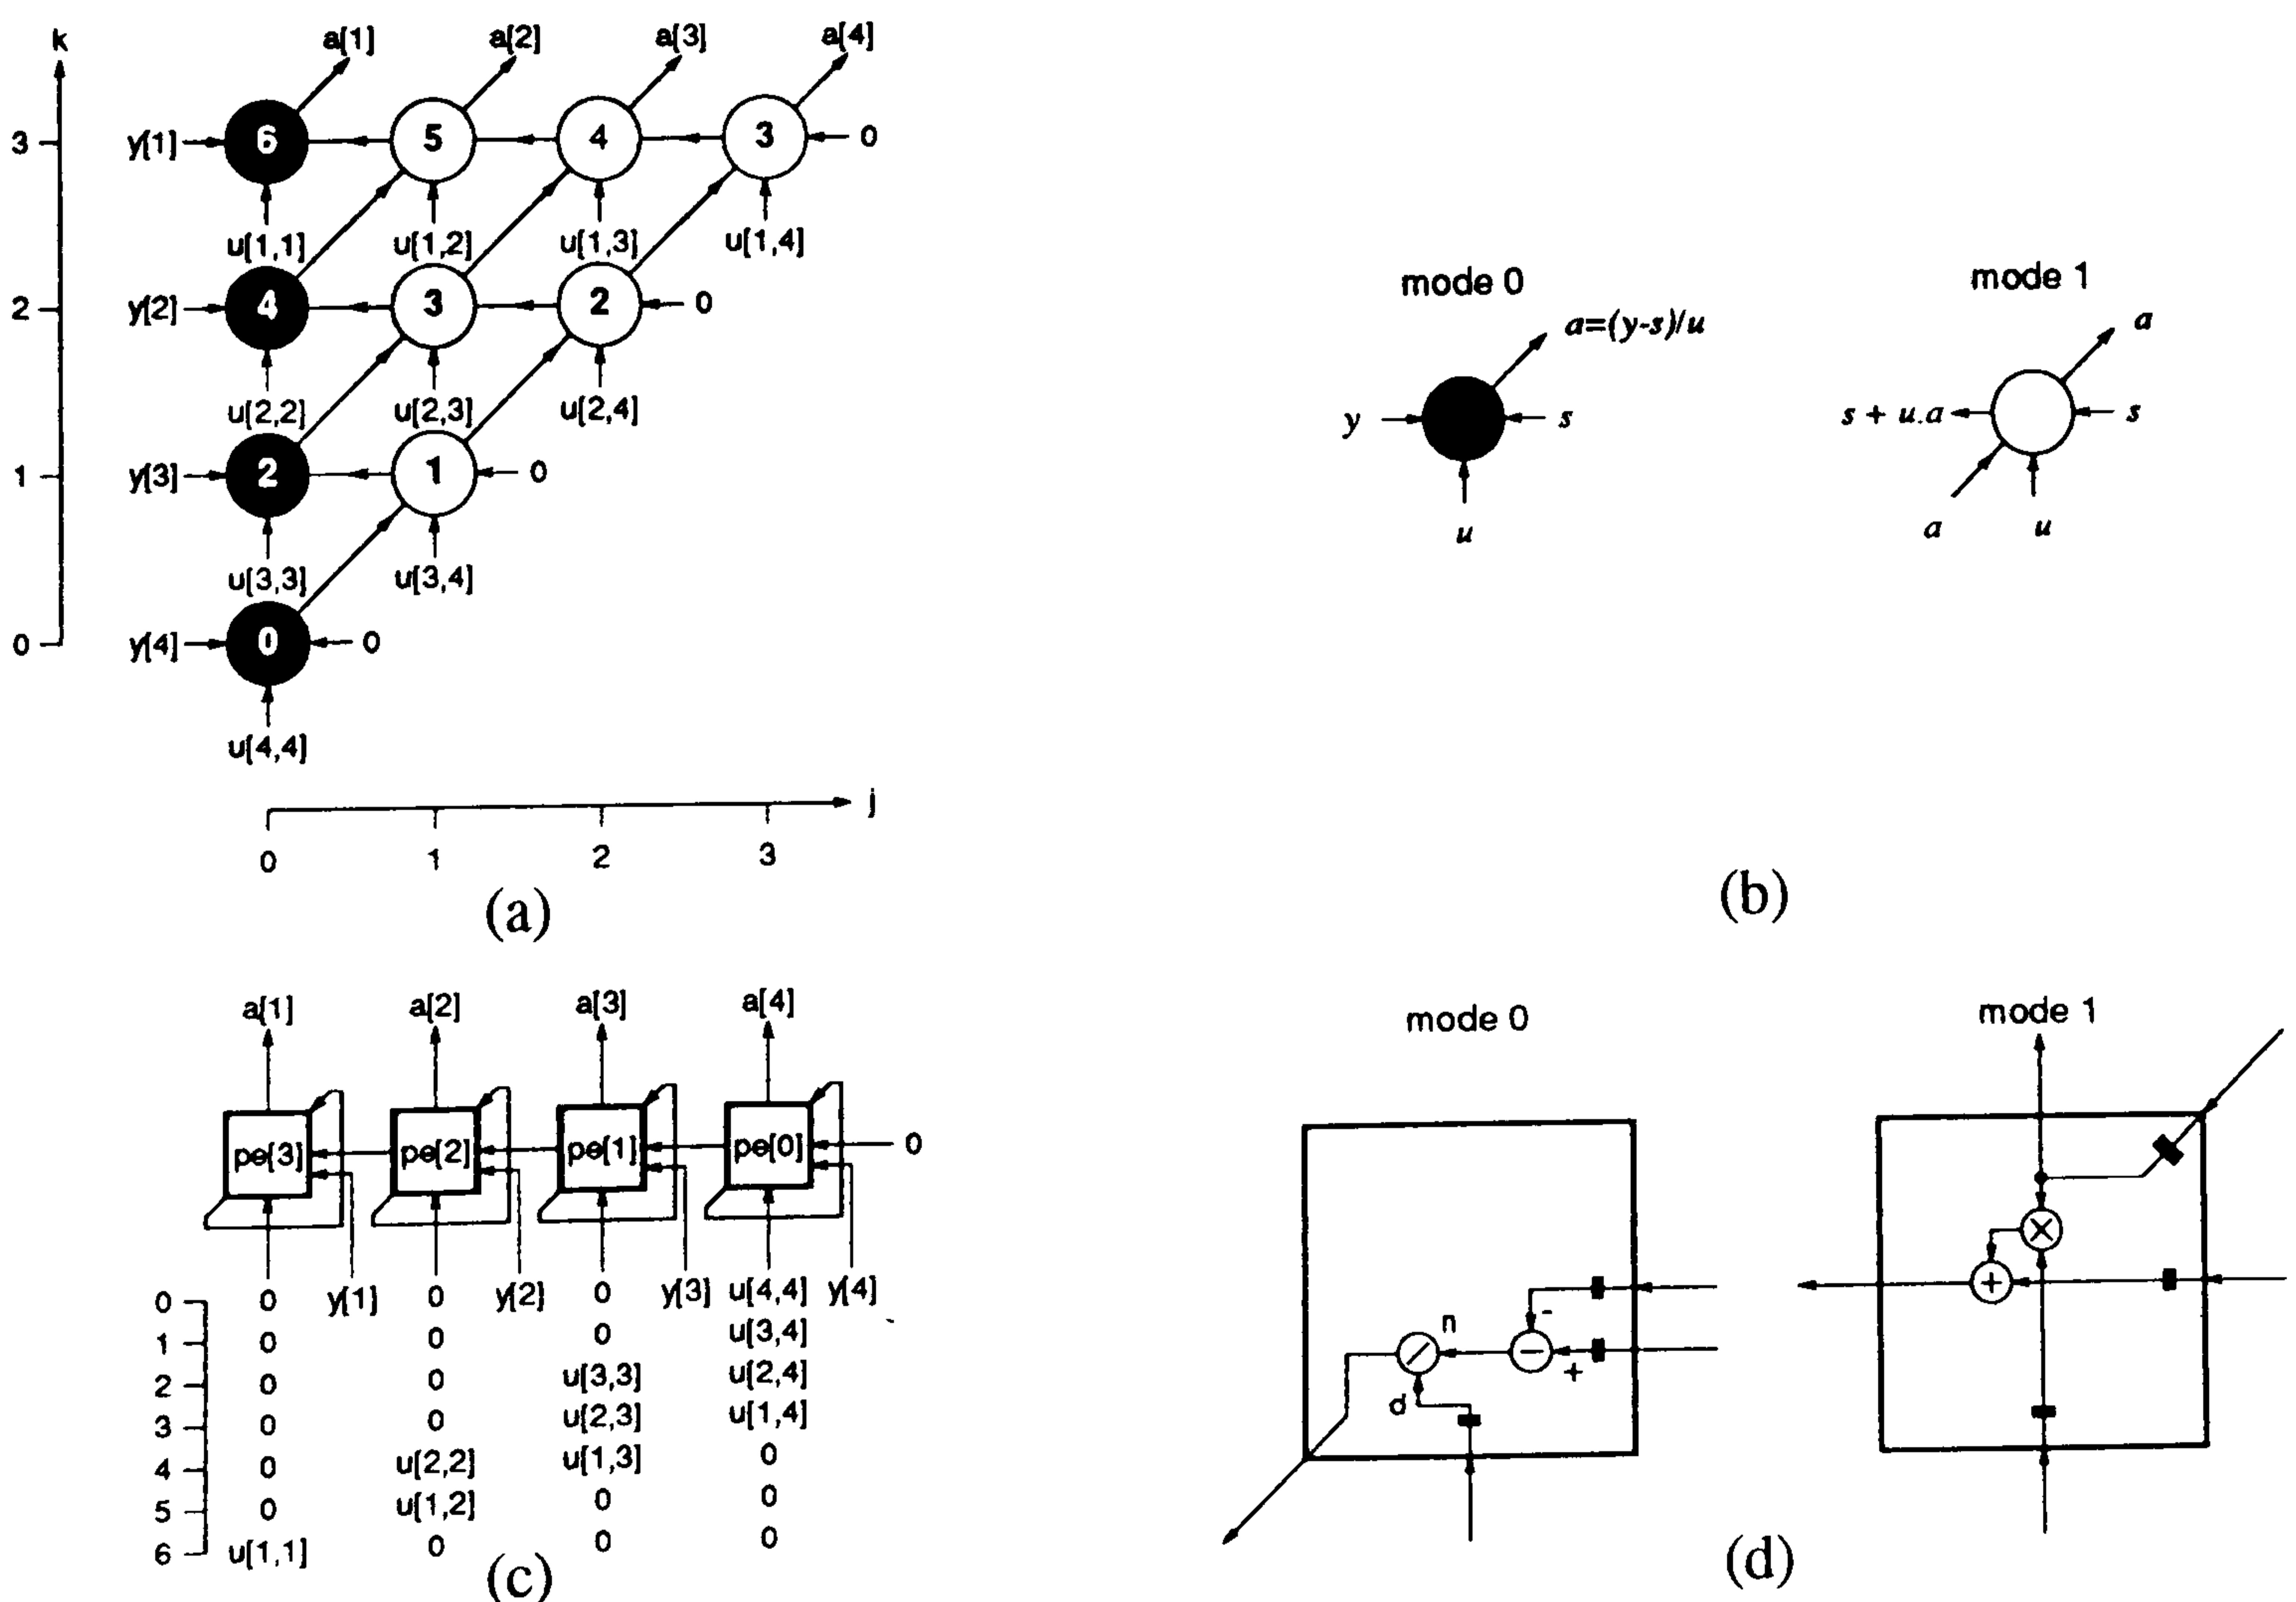 k
a[1] a[2] a[3] a[4]
3 y[1] 6 5 4 3 0
u[1,1] u[1,2] u[1,3] u[1,4]
2 y[2] 4 3 2 0
u[2,2] u[2,3] u[2,4]
1 y[3] 2 1 0
u[3,3] u[3,4]
0 y[4] 0 0
u[4,4]
j
0 1 2 3
(a)
mode 0 mode 1
a=(y-s)/u a
y s s + u.a s
u a u
(b)
a[1] a[2] a[3] a[4]
pe[3] pe[2] pe[1] pe[0] 0
0 0 y[1] 0 y[2] 0 y[3] u[4,4] y[4]
1 0 0 0 u[3,4]
2 0 0 u[3,3] u[2,4]
3 0 0 u[2,3] u[1,4]
4 0 u[2,2] u[1,3] 0
5 0 u[1,2] 0 0
6 u[1,1] 0 0 0
(c)
mode 0 mode 1
n - × 
/ − + +
d
(d)